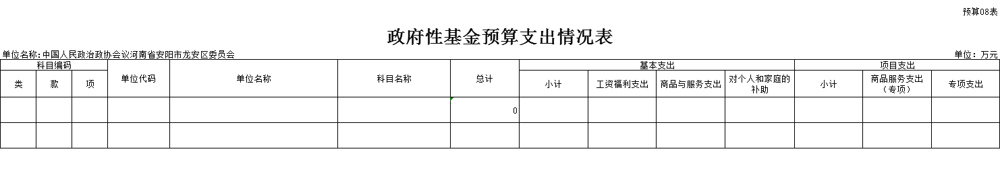 预算08表
政府性基金预算支出情况表
单位名称:中国人民政治政协会议河南省安阳市龙安区委员会 单位：万元
科目编码 单位代码 单位名称 科目名称 总计 基本支出 项目支出
类 款 项 小计 工资福利支出 商品与服务支出 对个人和家庭的补助 小计 商品服务支出（专项） 专项支出
0